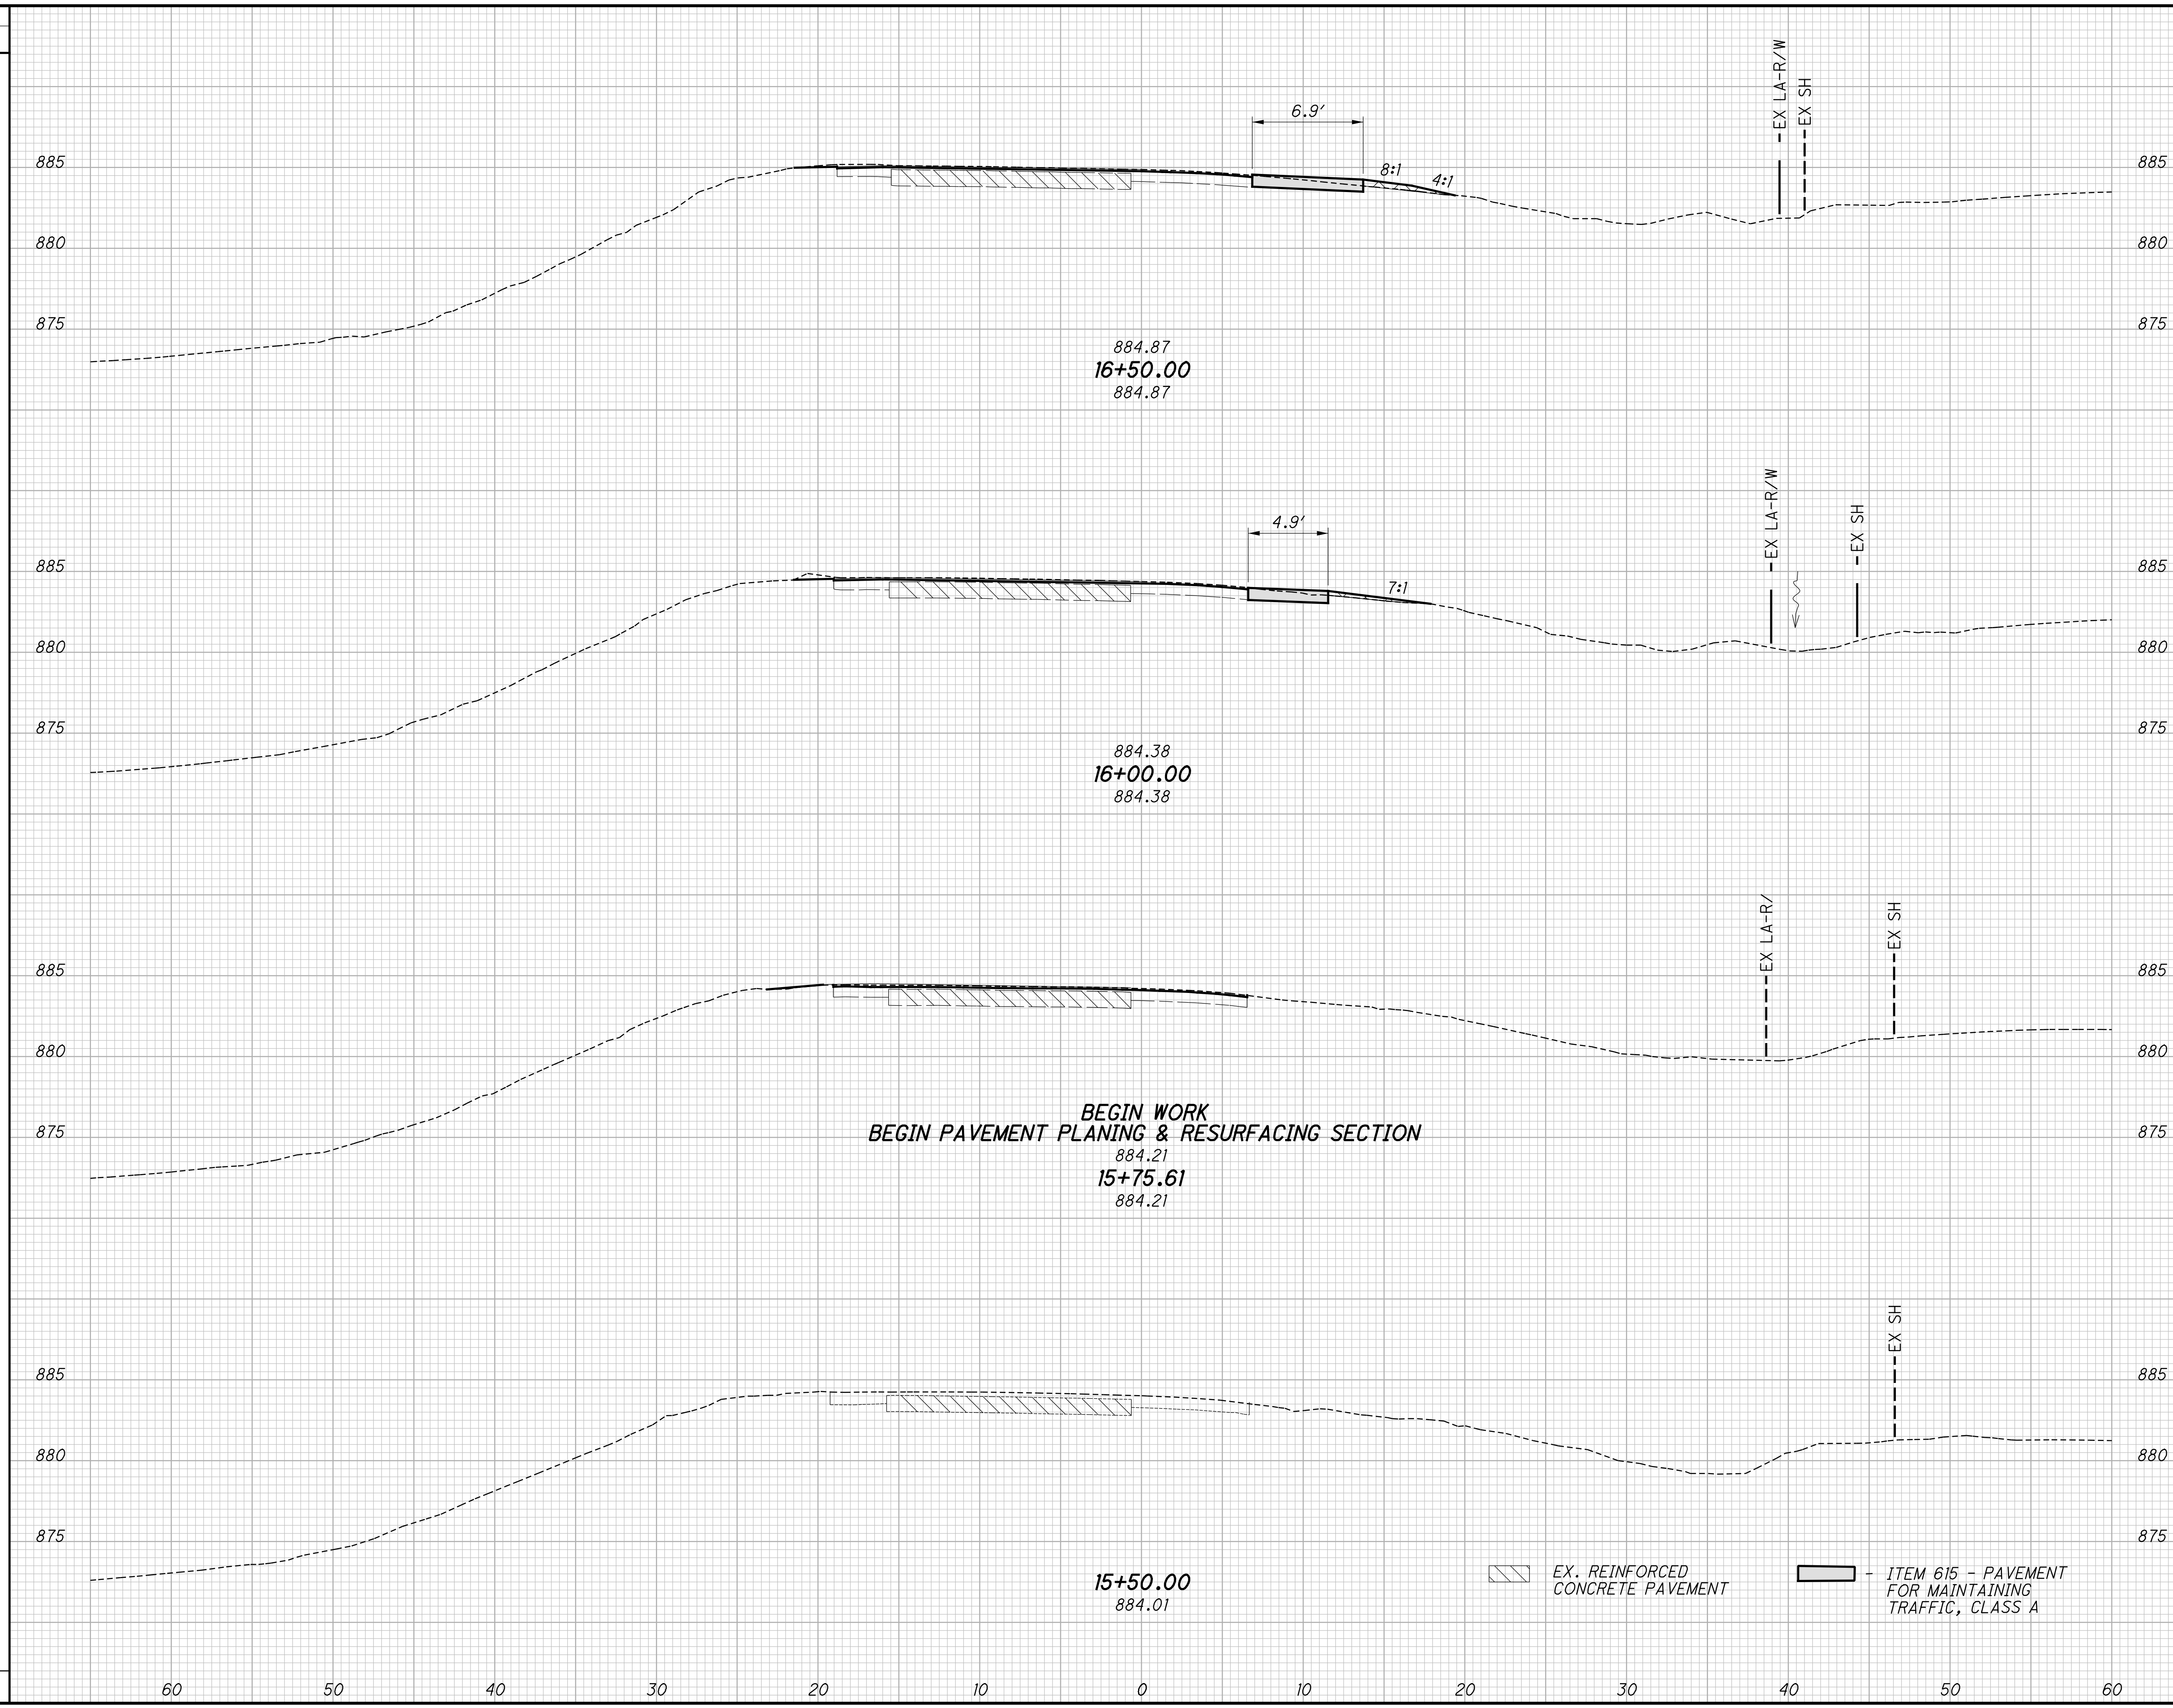 EX LA-R/W
EX SH
6.9'
885
8:1
4:1
885
880
880
875
875
884.87
16+50.00
884.87
EX LA-R/W
EX SH
4.9'
885
7:1
885
880
880
875
875
884.38
16+00.00
884.38
EX LA-R/
EX SH
885
885
880
880
BEGIN WORK
875
BEGIN PAVEMENT PLANING & RESURFACING SECTION
875
884.21
15+75.61
884.21
EX SH
885
885
880
880
875
875
15+50.00
884.01
EX. REINFORCED
CONCRETE PAVEMENT
- ITEM 615 - PAVEMENT
FOR MAINTAINING
TRAFFIC, CLASS A
60 50 40 30 20 10 0 10 20 30 40 50 60